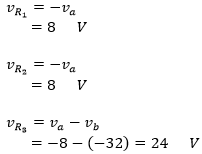 v_{R_1} = −v_a
= 8 V
v_{R_2} = −v_a
= 8 V
v_{R_3} = v_a − v_b
= −8 − (−32) = 24 V